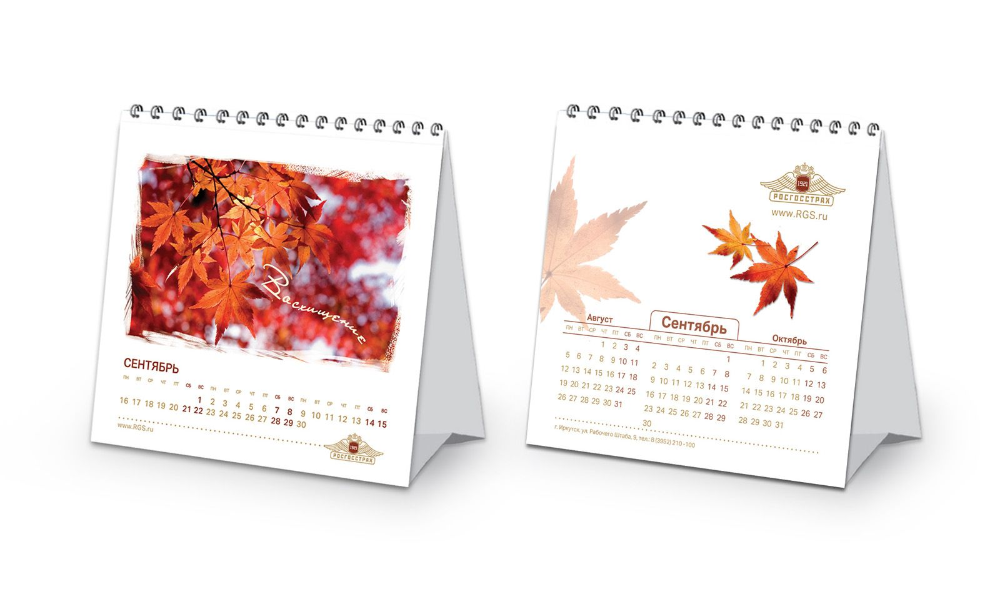 Восхищение
СЕНТЯБРЬ
ПН ВТ СР ЧТ ПТ СБ ВС ПН ВТ СР ЧТ ПТ СБ ВС
1 2 3 4 5 6 7 8 9 10 11 12 13 14 15
16 17 18 19 20 21 22 23 24 25 26 27 28 29 30
www.RGS.ru
1921
РОСГОССТРАХ
1921
РОСГОССТРАХ
www.RGS.ru
Август
ПН ВТ СР ЧТ ПТ СБ ВС
1 2 3 4
5 6 7 8 9 10 11
12 13 14 15 16 17 18
19 20 21 22 23 24 25
26 27 28 29 30 31
Сентябрь
ПН ВТ СР ЧТ ПТ СБ ВС
1
2 3 4 5 6 7 8
9 10 11 12 13 14 15
16 17 18 19 20 21 22
23 24 25 26 27 28 29
30
Октябрь
ПН ВТ СР ЧТ ПТ СБ ВС
1 2 3 4 5 6
7 8 9 10 11 12 13
14 15 16 17 18 19 20
21 22 23 24 25 26 27
28 29 30 31
г. Иркутск, ул. Рабочего Штаба, 9, тел.: 8 (3952) 210-100